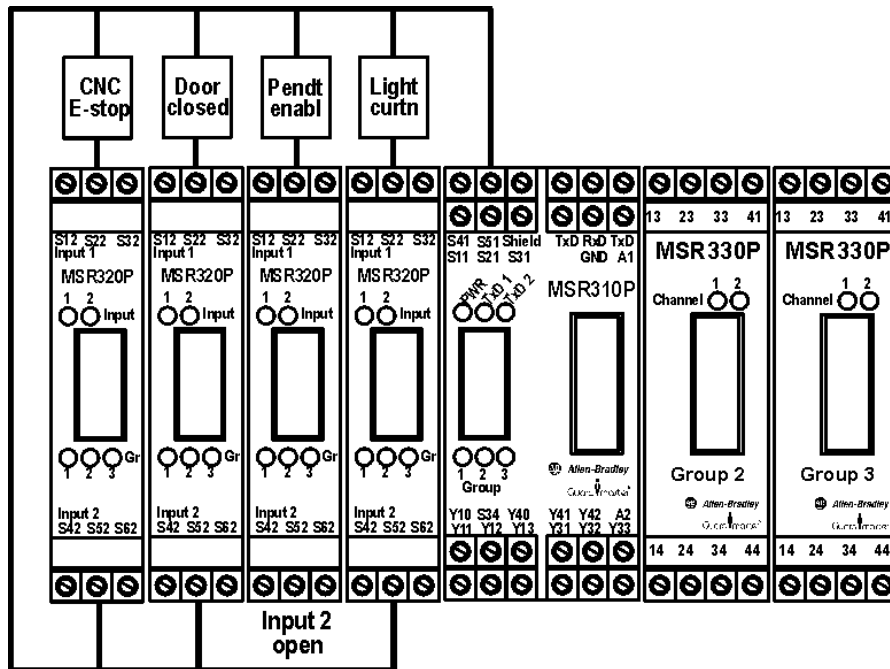 CNC
E-stop
Door
closed
Pendt
enabl
Light
curtn
S12 S22 S32
Input 1
MSR320P
1 2
Input
Gr
1 2 3
Input 2
S42 S52 S62
S12 S22 S32
Input 1
MSR320P
1 2
Input
Gr
1 2 3
Input 2
S42 S52 S62
S12 S22 S32
Input 1
MSR320P
1 2
Input
Gr
1 2 3
Input 2
S42 S52 S62
S12 S22 S32
Input 1
MSR320P
1 2
Input
Gr
1 2 3
Input 2
S42 S52 S62
S41 S51 Shield
S11 S21 S31
PWR
TxD 1
TxD 2
1 2 3
Group
Y10 S34 Y40
Y11 Y12 Y13
TxD RxD TxD
GND A1
MSR310P
AB Allen-Bradley
Guardmaster
Y41 Y42 A2
Y31 Y32 Y33
13 23 33 41
MSR330P
1 2
Channel
Group 2
AB Allen-Bradley
Guardmaster
14 24 34 44
13 23 33 41
MSR330P
1 2
Channel
Group 3
AB Allen-Bradley
Guardmaster
14 24 34 44
Input 2
open